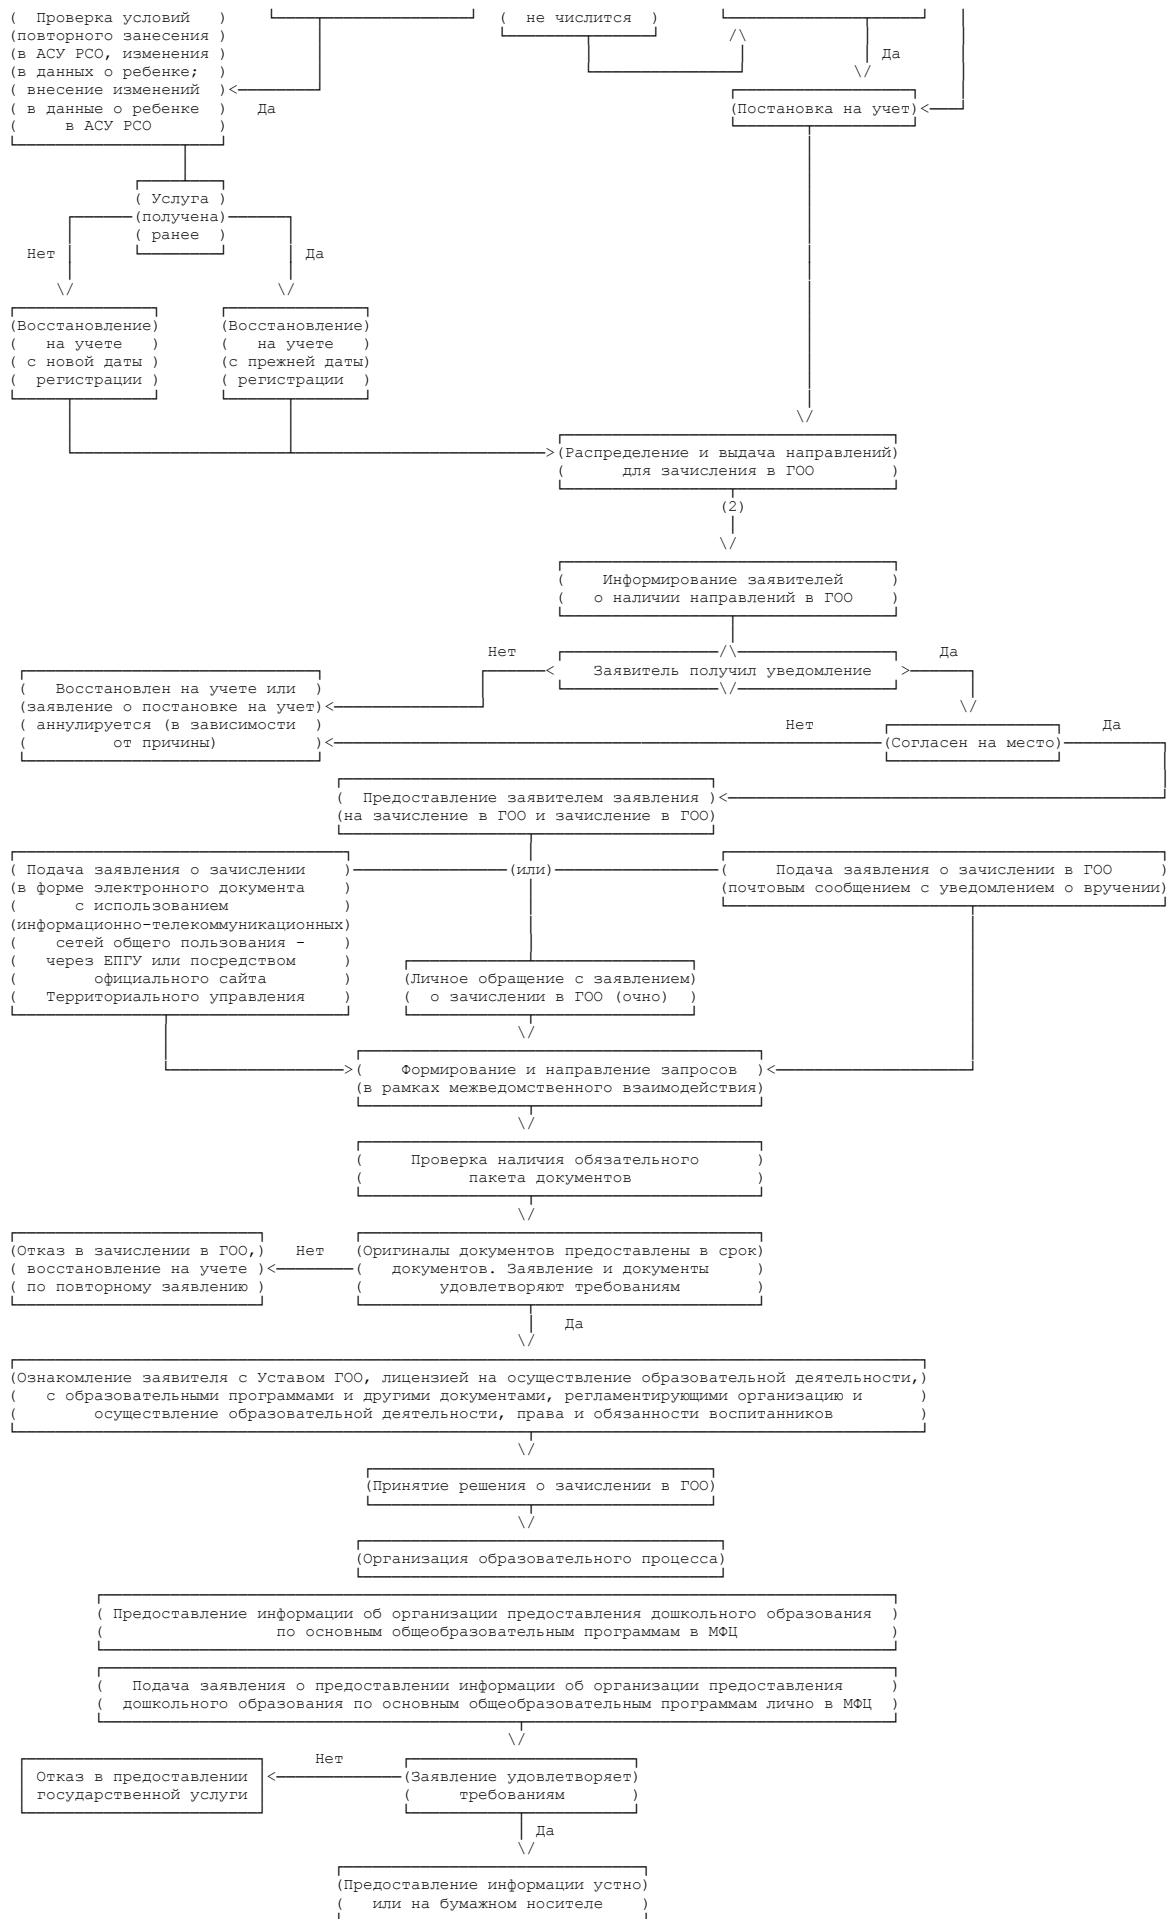 Проверка условий
повторного занесения
в АСУ РСО, изменения
в данных о ребенке;
внесение изменений
в данные о ребенке
в АСУ РСО
не числится
Да
Да
(Постановка на учет)
( Услуга )
(получена)
( ранее )
Нет
Да
(Восстановление)
( на учете )
( с новой даты )
( регистрации )
(Восстановление)
( на учете )
(с прежней даты)
( регистрации )
(Распределение и выдача направлений)
( для зачисления в ГОО )
(2)
( Информирование заявителей )
( о наличии направлений в ГОО )
Нет
Заявитель получил уведомление
Да
( Восстановлен на учете или )
(заявление о постановке на учет)
( аннулируется (в зависимости )
( от причины) )
Нет
(Согласен на место)
Да
( Предоставление заявителем заявления )
(на зачисление в ГОО и зачисление в ГОО)
( Подача заявления о зачислении )
(в форме электронного документа )
( с использованием )
(информационно-телекоммуникационных)
( сетей общего пользования - )
( через ЕПГУ или посредством )
( официального сайта )
( Территориального управления )
(или)
( Подача заявления о зачислении в ГОО )
(почтовым сообщением с уведомлением о вручении)
(Личное обращение с заявлением)
( о зачислении в ГОО (очно) )
( Формирование и направление запросов )
(в рамках межведомственного взаимодействия)
( Проверка наличия обязательного )
( пакета документов )
(Отказ в зачислении в ГОО,)
( восстановление на учете )
( по повторному заявлению )
Нет
(Оригиналы документов предоставлены в срок)
( документов. Заявление и документы )
( удовлетворяют требованиям )
Да
(Ознакомление заявителя с Уставом ГОО, лицензией на осуществление образовательной деятельности,)
( с образовательными программами и другими документами, регламентирующими организацию и )
( осуществление образовательной деятельности, права и обязанности воспитанников )
(Принятие решения о зачислении в ГОО)
(Организация образовательного процесса)
( Предоставление информации об организации предоставления дошкольного образования )
( по основным общеобразовательным программам в МФЦ )
( Подача заявления о предоставлении информации об организации предоставления )
( дошкольного образования по основным общеобразовательным программам лично в МФЦ )
Отказ в предоставлении
государственной услуги
Нет
(Заявление удовлетворяет)
( требованиям )
Да
(Предоставление информации устно)
( или на бумажном носителе )